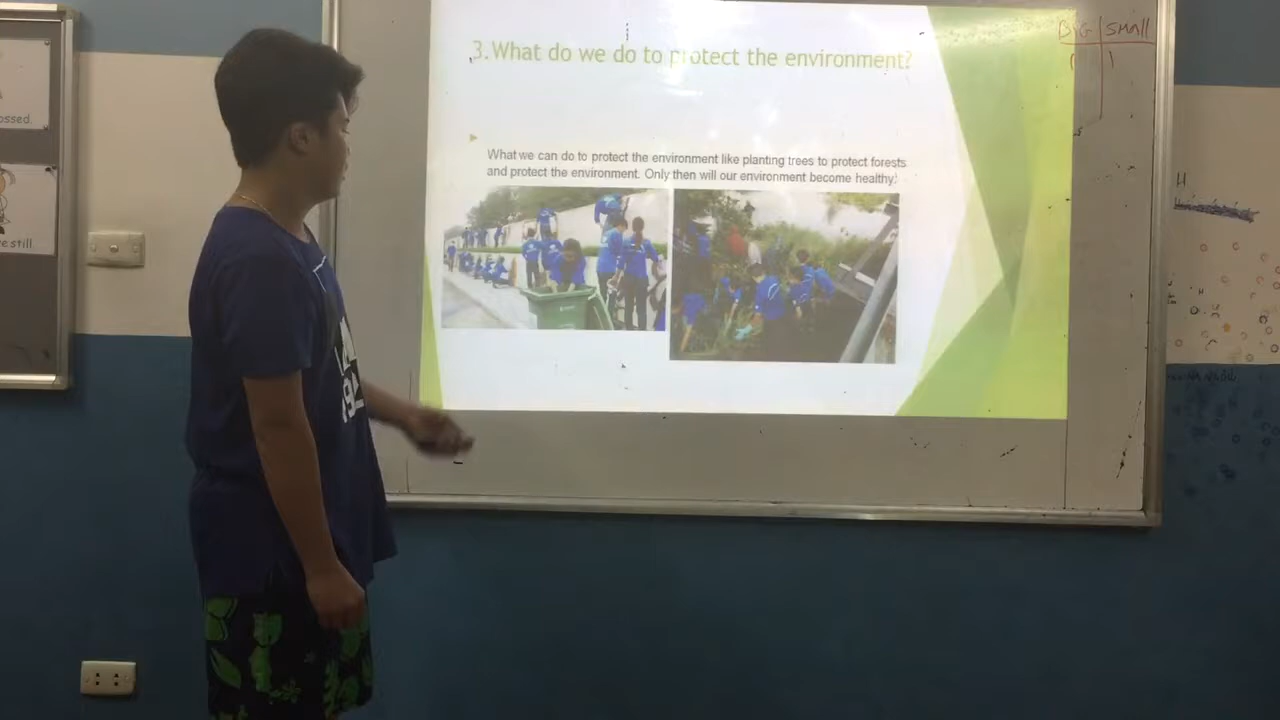 BIG SMALL
ossed.
3.What do we do to protect the environment?
What we can do to protect the environment like planting trees to protect forests
and protect the environment. Only then will our environment become healthy.
H
e still